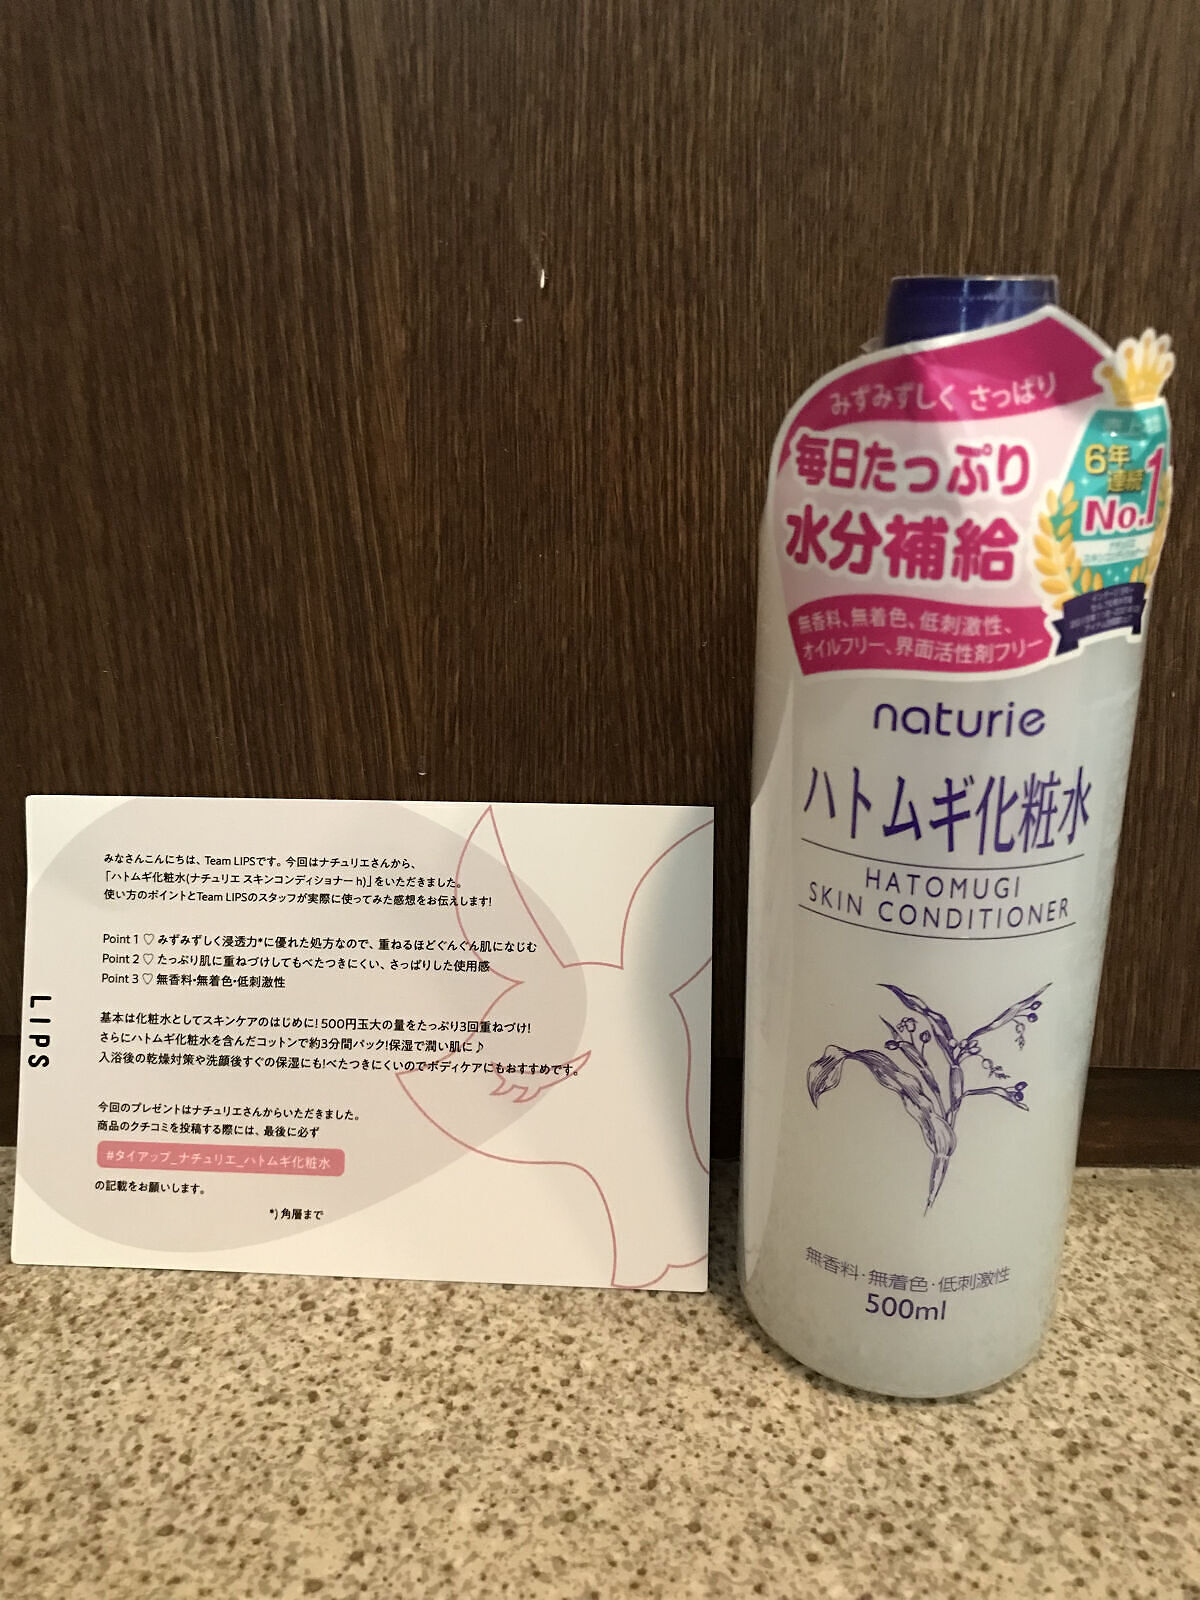 みなさんこんにちは、Team LIPSです。今回はナチュリエさんから、
「ハトムギ化粧水(ナチュリエ スキンコンディショナー h)」をいただきました。
使い方のポイントとTeam LIPSのスタッフが実際に使ってみた感想をお伝えします!
Point 1 ♡ みずみずしく浸透力*に優れた処方なので、重ねるほどぐんぐん肌になじむ
Point 2 ♡ たっぷり肌に重ねづけしてもべたつきにくい、さっぱりした使用感
Point 3 ♡ 無香料・無着色・低刺激性
基本は化粧水としてスキンケアのはじめに! 500円玉大の量をたっぷり3回重ねづけ!
さらにハトムギ化粧水を含んだコットンで約3分間パック!保湿で潤い肌に♪
入浴後の乾燥対策や洗顔後すぐの保湿にも!べたつきにくいのでボディケアにもおすすめです。
今回のプレゼントはナチュリエさんからいただきました。
商品のクチコミを投稿する際には、最後に必ず
#タイアップ_ナチュリエ_ハトムギ化粧水
の記載をお願いします。
*) 角層まで
LIPS
みずみずしく さっぱり
毎日たっぷり
水分補給
無香料、無着色、低刺激性、
オイルフリー、界面活性剤フリー
6年
連続
No.1
naturie
ハトムギ化粧水
HATOMUGI
SKIN CONDITIONER
無香料・無着色・低刺激性
500ml